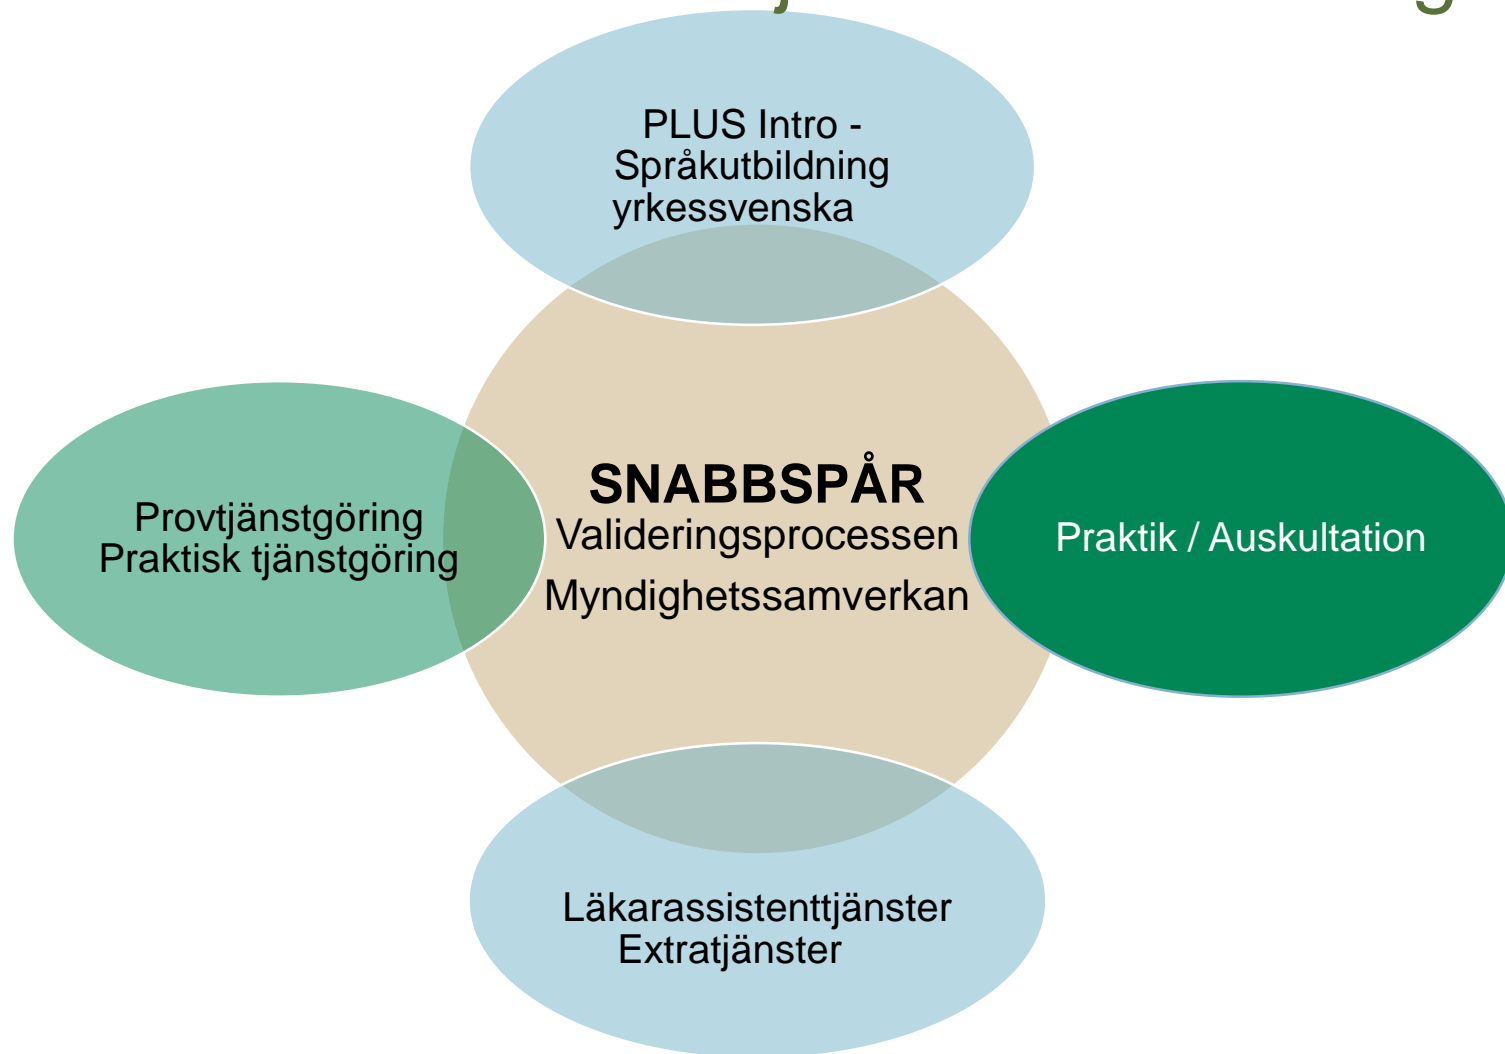 PLUS Intro -
Språkutbildning
yrkessvenska
SNABBSPÅR
Valideringsprocessen
Myndighetssamverkan
Provtjänstgöring
Praktisk tjänstgöring
Praktik / Auskultation
Läkarassistenttjänster
Extratjänster